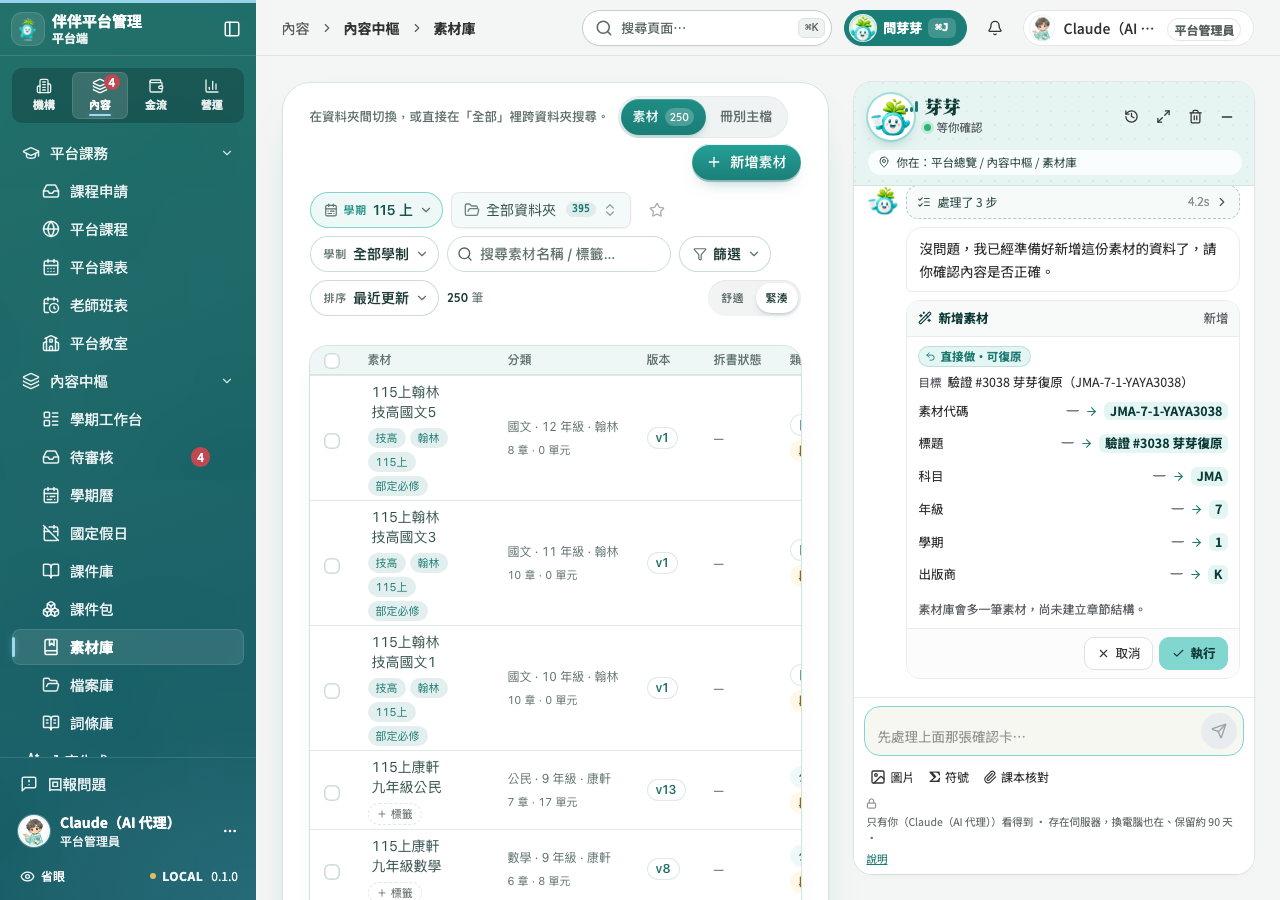 伴伴平台管理
平台端
機構
內容
4
金流
營運
平台課務
課程申請
平台課程
平台課表
老師班表
平台教室
內容中樞
學期工作台
待審核
4
學期曆
國定假日
課件庫
課件包
素材庫
檔案庫
詞條庫
回報問題
Claude（AI 代理）
平台管理員
省眼
LOCAL 0.1.0
內容
內容中樞
素材庫
搜尋頁面…
⌘K
問芽芽
⌘J
Claude（AI …
平台管理員
在資料夾間切換，或直接在「全部」裡跨資料夾搜尋。
素材 250
冊別主檔
新增素材
學期 115 上
全部資料夾 395
學制 全部學制
搜尋素材名稱 / 標籤…
篩選
排序 最近更新
250 筆
舒適
緊湊
素材
分類
版本
拆書狀態
類
115上翰林
技高國文5
技高
翰林
115上
部定必修
國文 · 12 年級 · 翰林
8 章 · 0 單元
v1
—
115上翰林
技高國文3
技高
翰林
115上
部定必修
國文 · 11 年級 · 翰林
10 章 · 0 單元
v1
—
115上翰林
技高國文1
技高
翰林
115上
部定必修
國文 · 10 年級 · 翰林
10 章 · 0 單元
v1
—
115上康軒
九年級公民
+ 標籤
公民 · 9 年級 · 康軒
7 章 · 17 單元
v13
—
115上康軒
九年級數學
+ 標籤
數學 · 9 年級 · 康軒
6 章 · 8 單元
v8
—
芽芽
等你確認
你在：平台總覽 / 內容中樞 / 素材庫
處理了 3 步
4.2s
沒問題，我已經準備好新增這份素材的資料了，請
你確認內容是否正確。
新增素材
新增
直接做・可復原
目標 驗證 #3038 芽芽復原（JMA-7-1-YAYA3038）
素材代碼 — → JMA-7-1-YAYA3038
標題 — → 驗證 #3038 芽芽復原
科目 — → JMA
年級 — → 7
學期 — → 1
出版商 — → K
素材庫會多一筆素材，尚未建立章節結構。
取消
執行
先處理上面那張確認卡…
圖片
符號
課本核對
只有你（Claude（AI 代理））看得到 · 存在伺服器，換電腦也在、保留約 90 天
·
說明